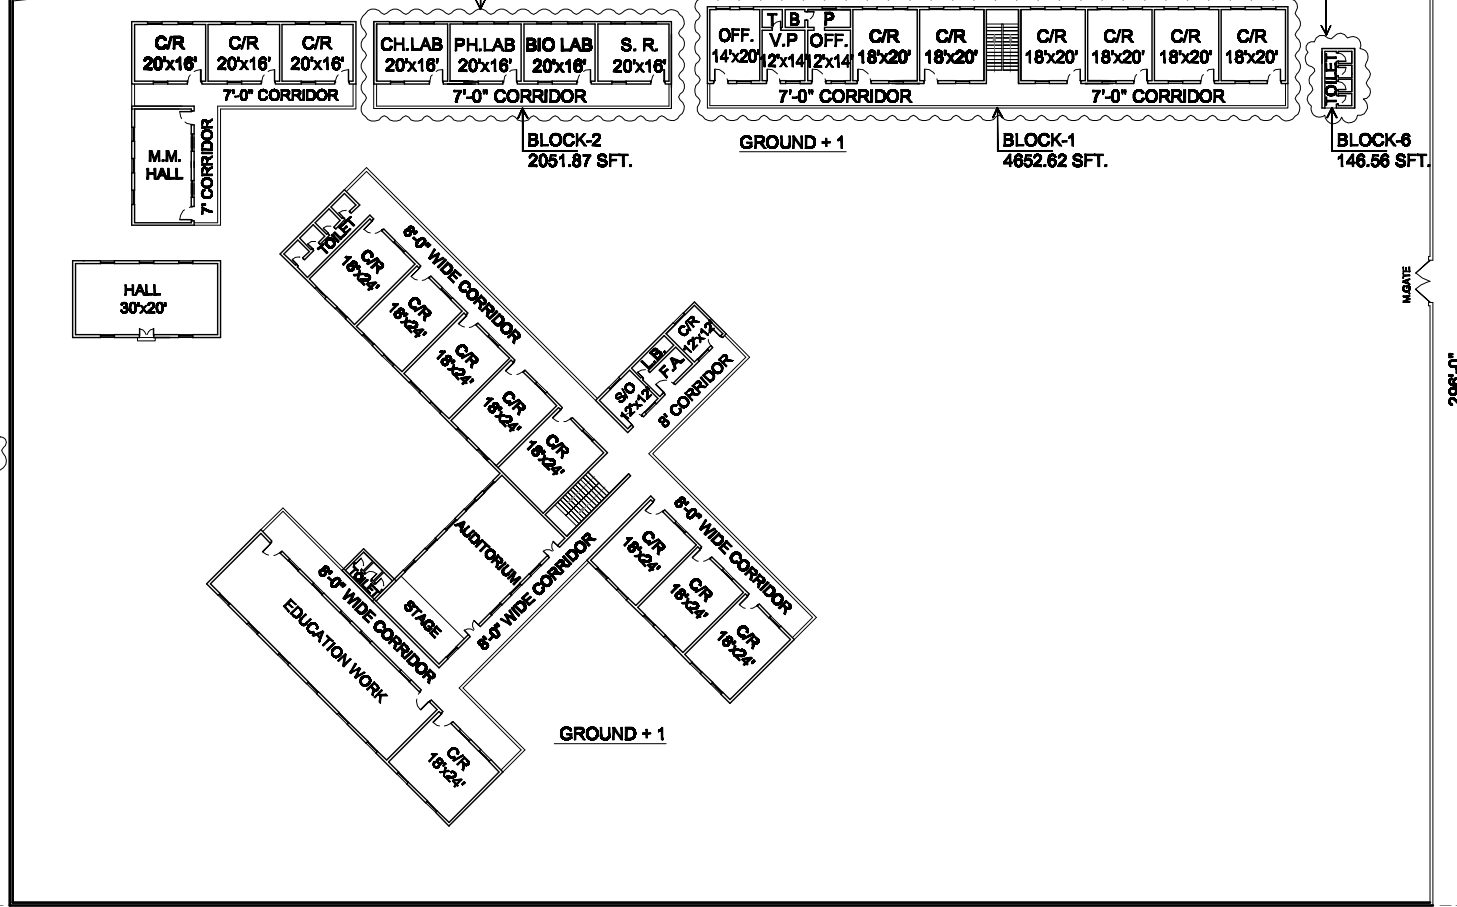 C/R
20'x16'
C/R
20'x16'
C/R
20'x16'
7'-0" CORRIDOR
CH.LAB
20'x16'
PH.LAB
20'x16'
BIO LAB
20'x16'
S. R.
20'x16'
7'-0" CORRIDOR
OFF.
14'x20'
T
B
P
V.P
12'x14'
OFF.
12'x14'
C/R
18'x20'
C/R
18'x20'
C/R
18'x20'
C/R
18'x20'
C/R
18'x20'
C/R
18'x20'
7'-0" CORRIDOR
7'-0" CORRIDOR
TOILET
BLOCK-2
2051.87 SFT.
GROUND + 1
BLOCK-1
4652.62 SFT.
BLOCK-6
146.56 SFT.
M.M.
HALL
7' CORRIDOR
HALL
30'x20'
M.GATE
296'-0"
TOILET
8'-0" WIDE CORRIDOR
C/R
18'x24'
C/R
18'x24'
C/R
18'x24'
C/R
18'x24'
C/R
18'x24'
C/R
12'x12'
L.B.
F.A.
S/O
12'x12'
8' CORRIDOR
AUDITORIUM
STAGE
8'-0" WIDE CORRIDOR
8'-0" WIDE CORRIDOR
C/R
18'x24'
C/R
18'x24'
C/R
18'x24'
TOILET
8'-0" WIDE CORRIDOR
EDUCATION WORK
C/R
18'x24'
GROUND + 1